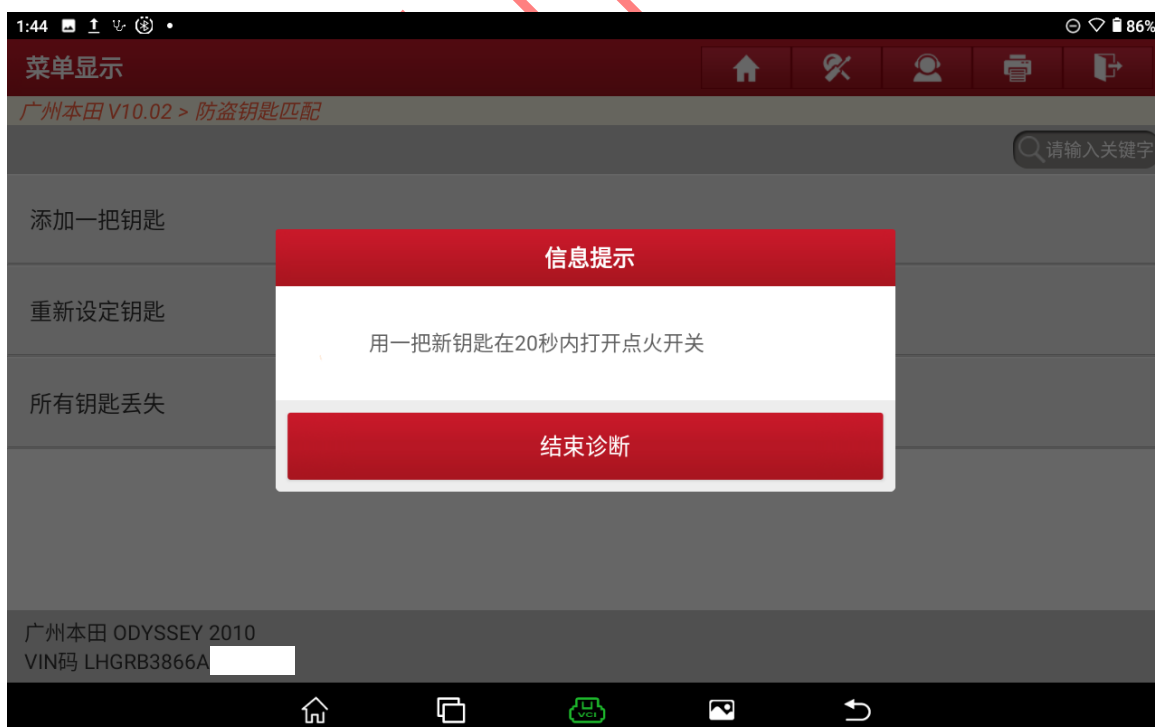 1:44
86%
菜单显示
广州本田 V10.02 > 防盗钥匙匹配
请输入关键字
添加一把钥匙
信息提示
重新设定钥匙
用一把新钥匙在20秒内打开点火开关
所有钥匙丢失
结束诊断
广州本田 ODYSSEY 2010
VIN码 LHGRB3866A
VCI